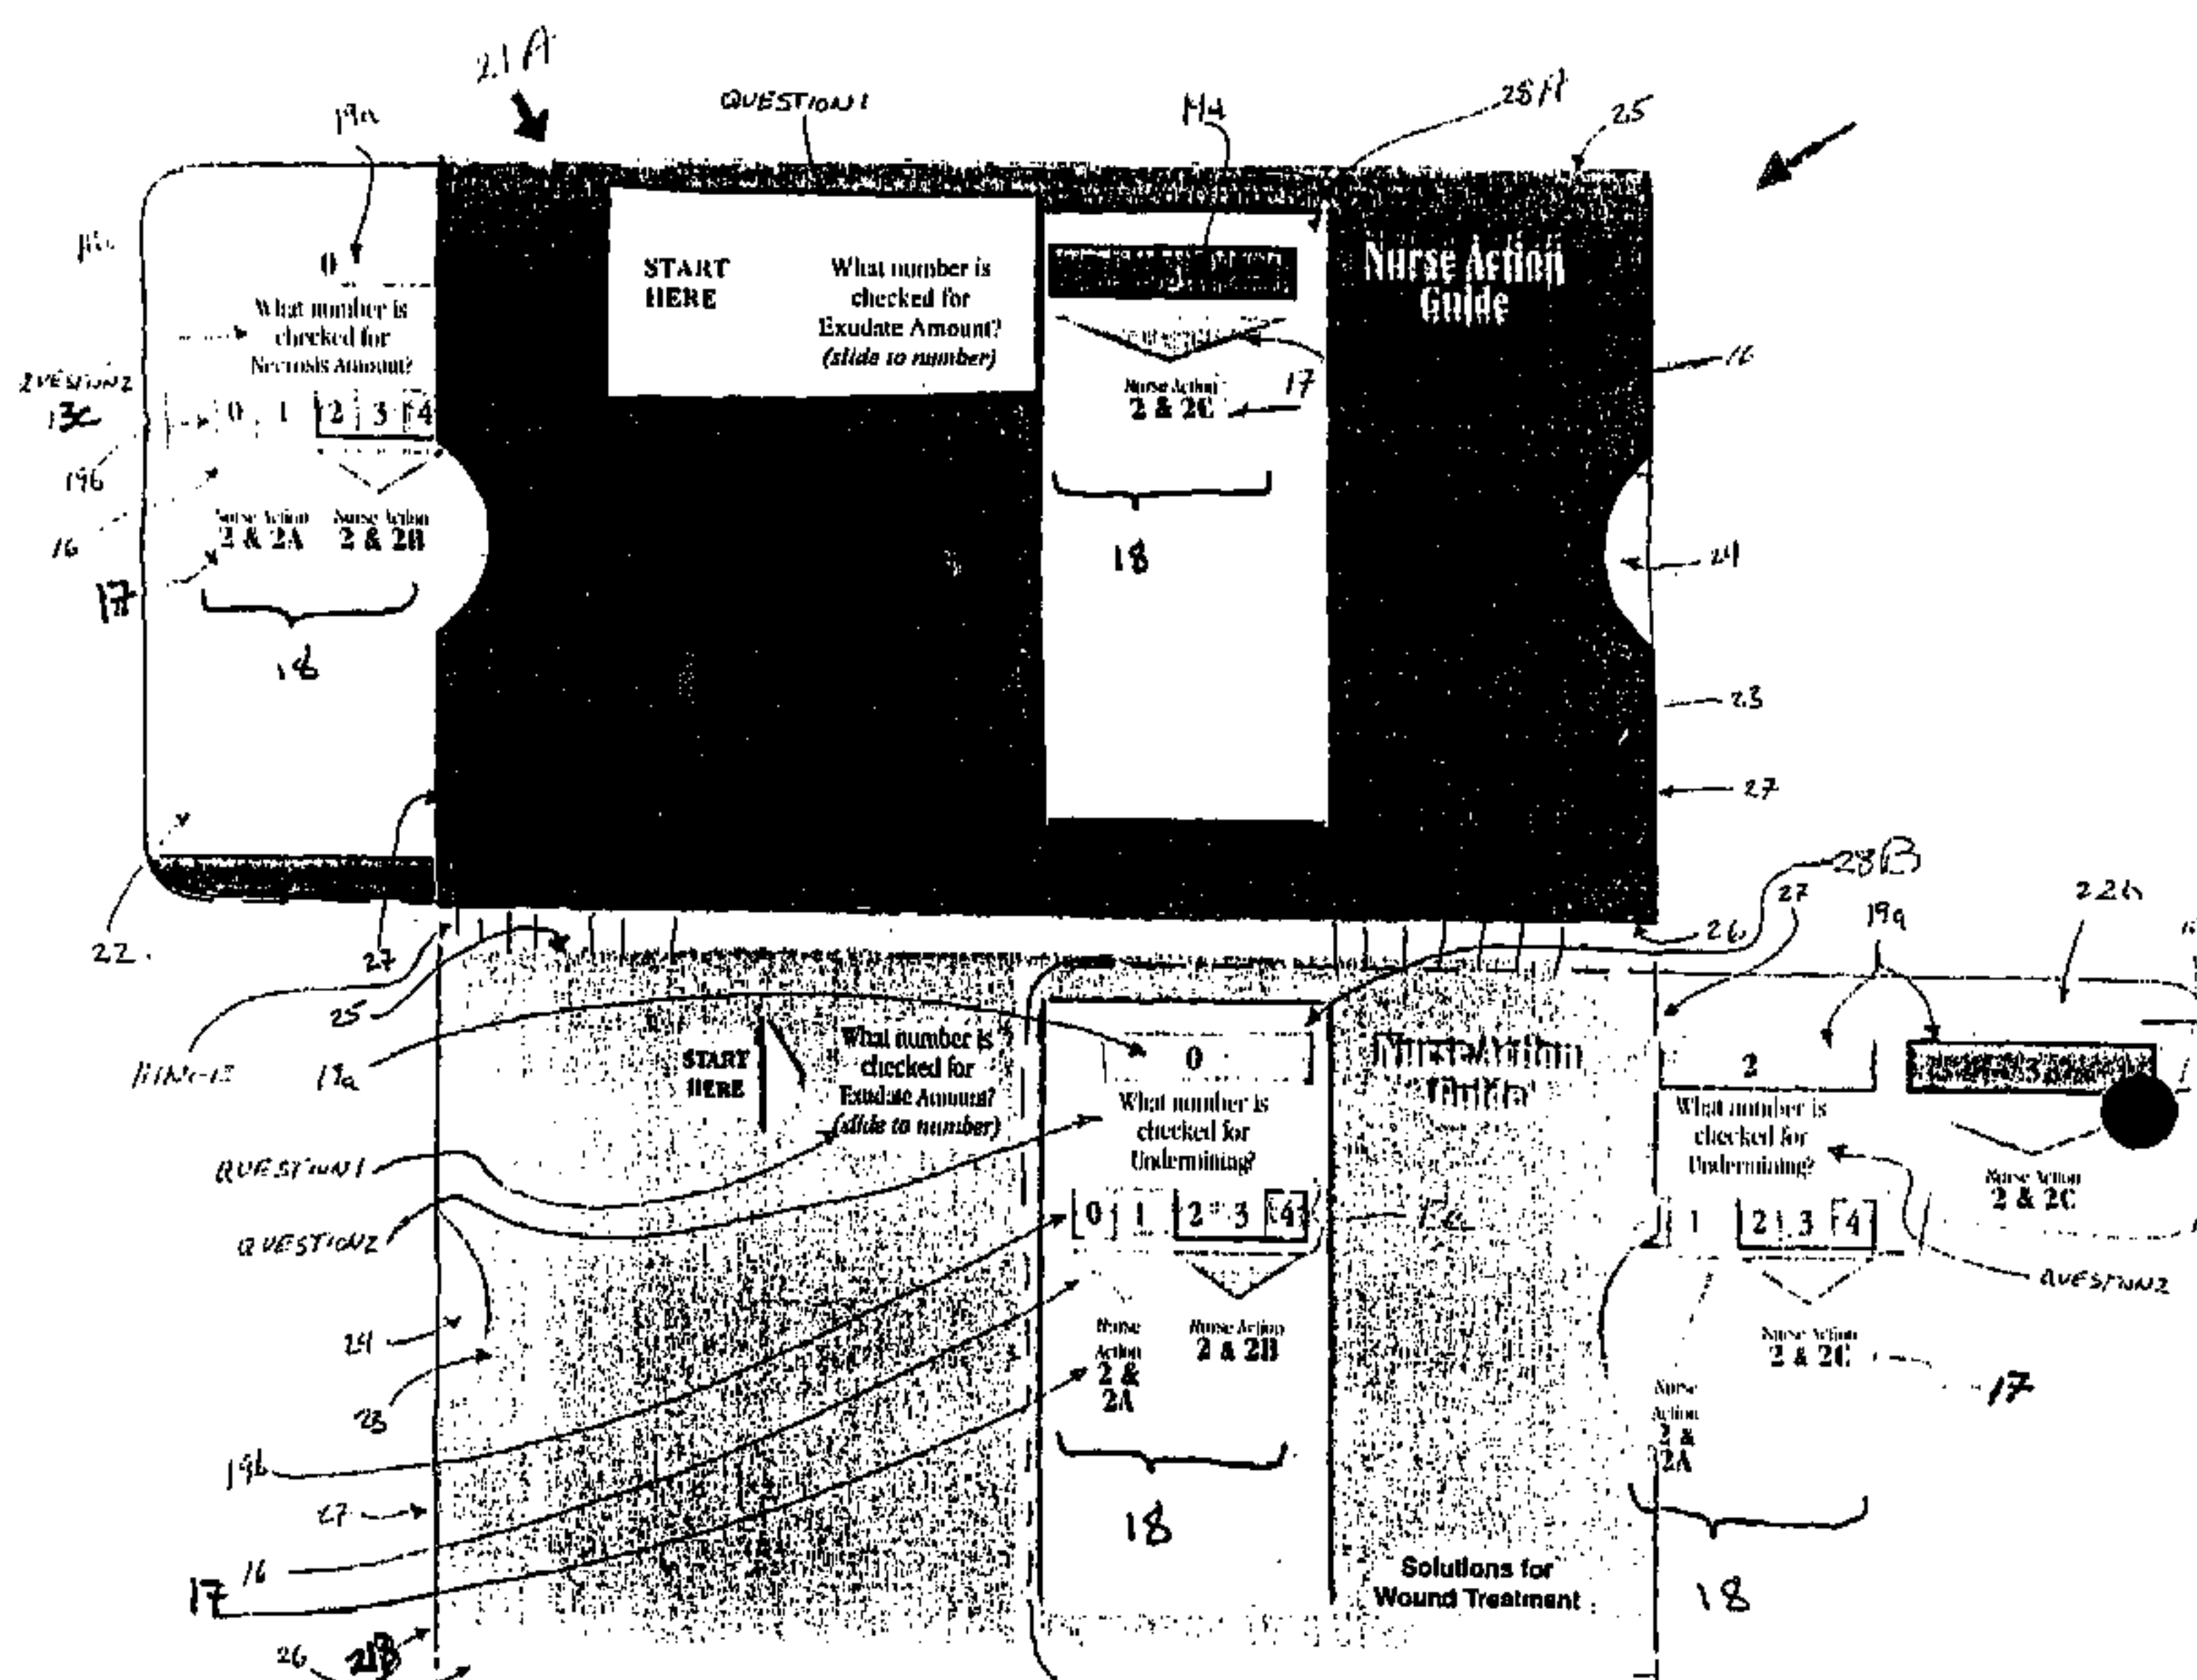 21A
19a
QUESTION 1
28A
25
0
What number is
checked for
Necrosis Amount?
0 1 2 3 4
Nurse Action
2 & 2A
Nurse Action
2 & 2B
13C
19b
16
17
18
22
START
HERE
What number is
checked for
Exudate Amount?
(slide to number)
Nurse Action
2 & 2C
17
18
Nurse Action
Guide
16
24
23
27
27
25
26
28B
27
19a
22b
HINGE
19a
START
HERE
What number is
checked for
Exudate Amount?
(slide to number)
0
What number is
checked for
Undermining?
0 1 2 3 4
Nurse
Action
2 &
2A
Nurse Action
2 & 2B
18
Nurse Action
Guide
Solutions for
Wound Treatment
2
What number is
checked for
Undermining?
1 2 3 4
Nurse Action
2 & 2C
Nurse
Action
2 &
2A
18
3
Nurse Action
2 & 2C
QUESTION 2
17
QUESTION 1
QUESTION 2
24
23
19b
27
16
17
26
21B